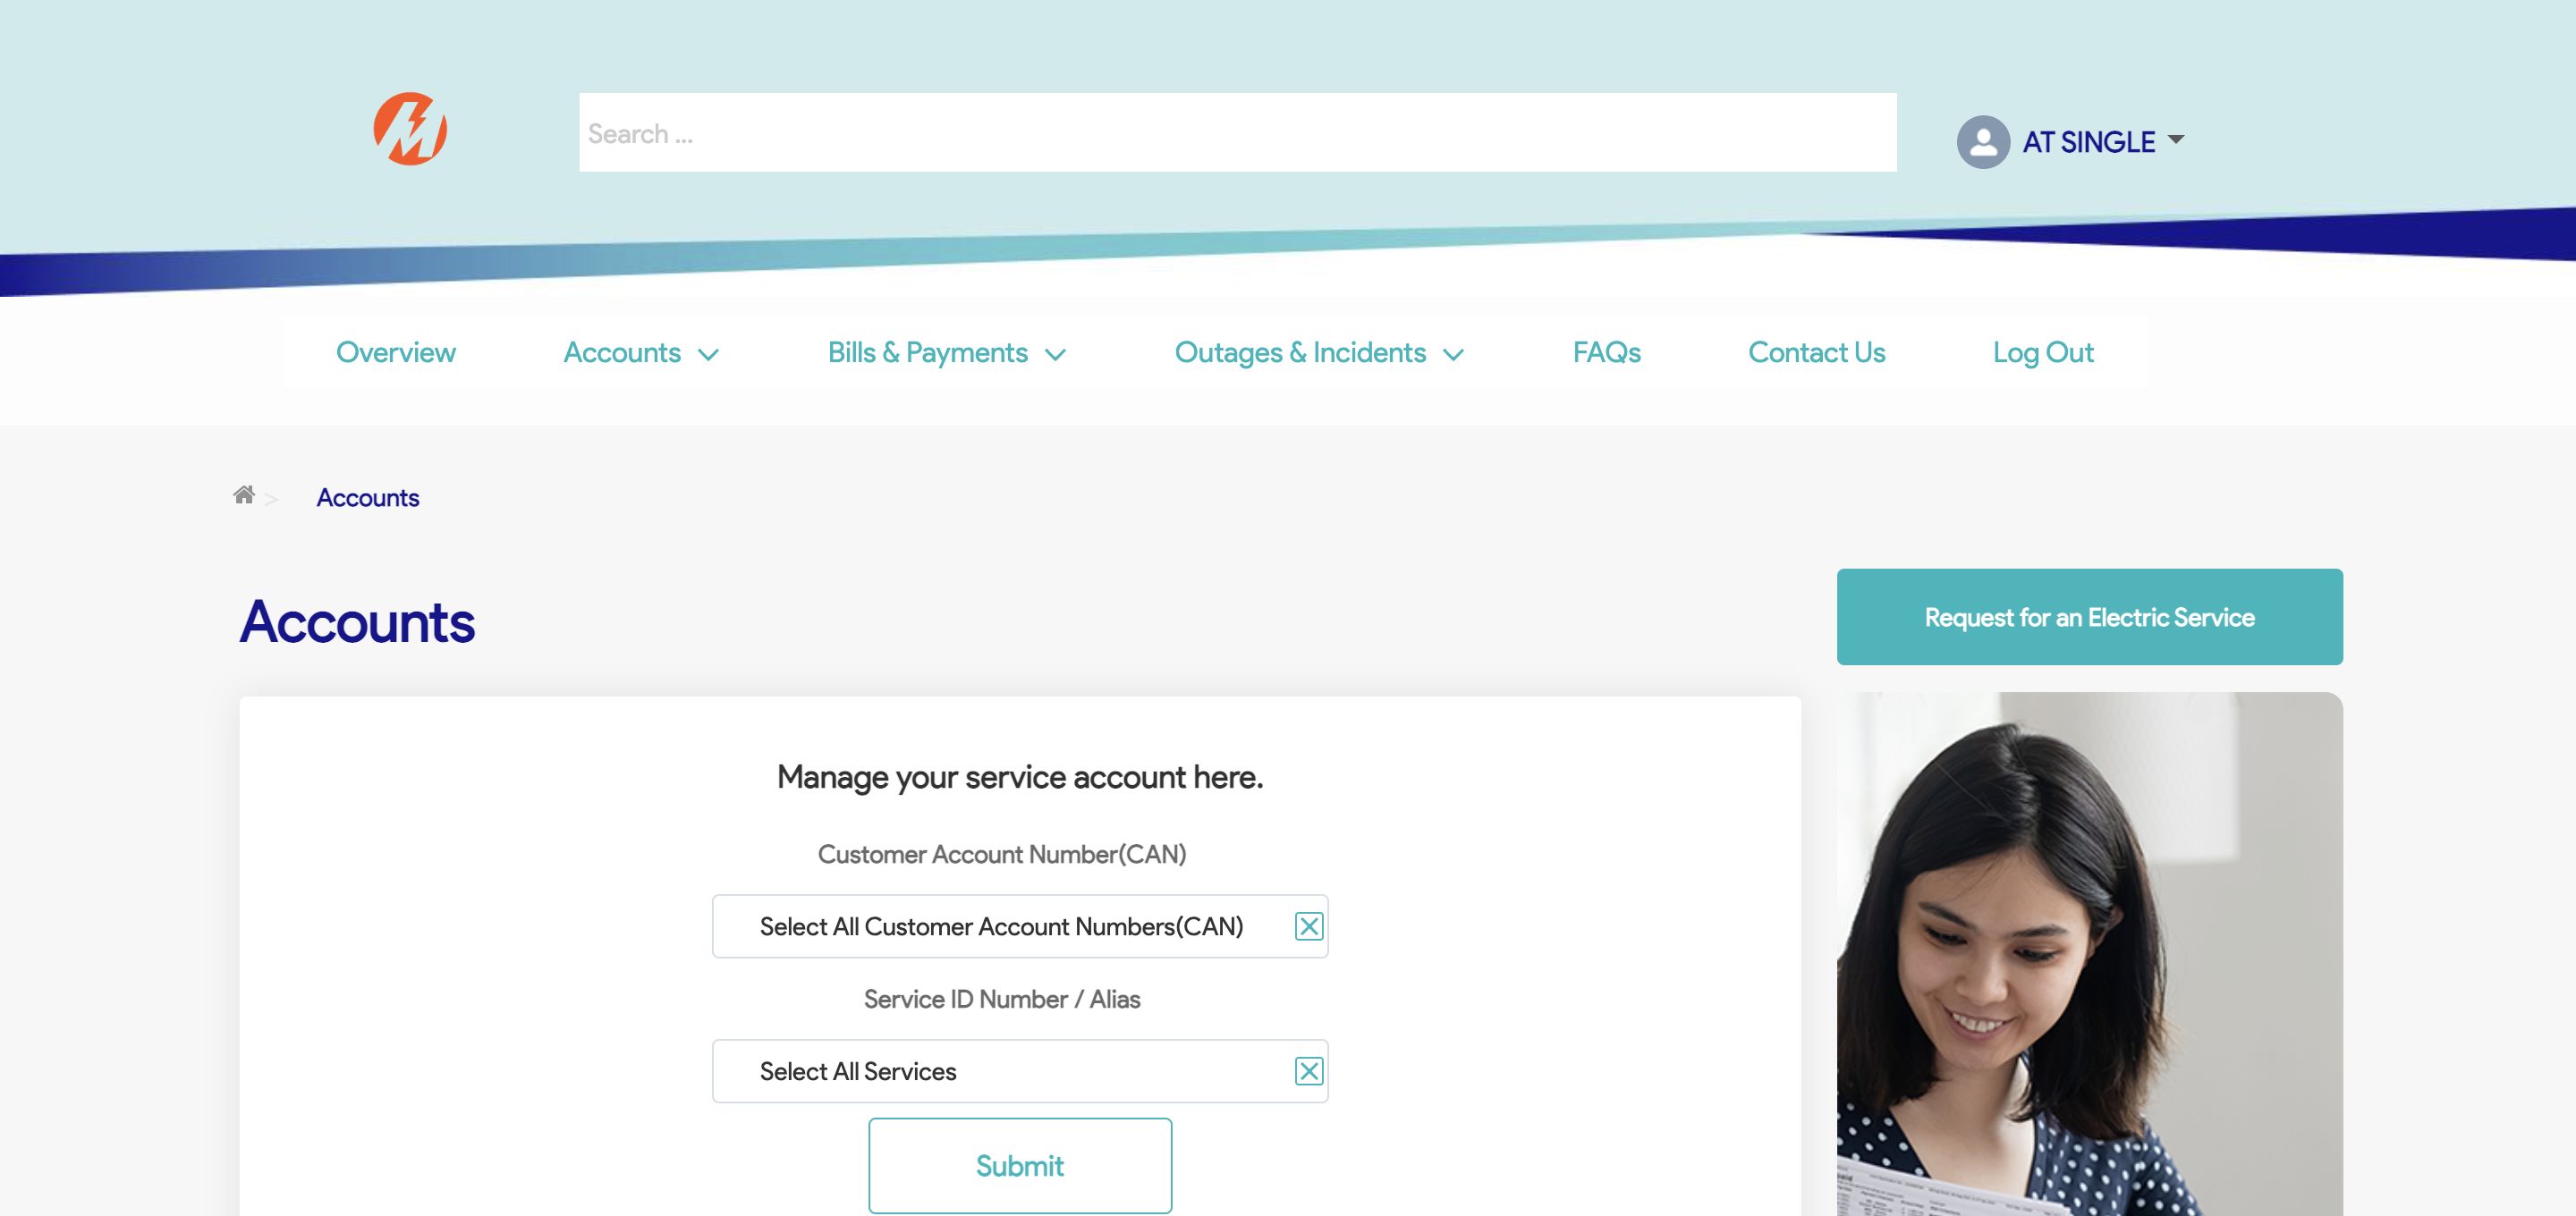 Search ...
AT SINGLE
Overview
Accounts
Bills & Payments
Outages & Incidents
FAQs
Contact Us
Log Out
> Accounts
Accounts
Request for an Electric Service
Manage your service account here.
Customer Account Number(CAN)
Select All Customer Account Numbers(CAN)
Service ID Number / Alias
Select All Services
Submit